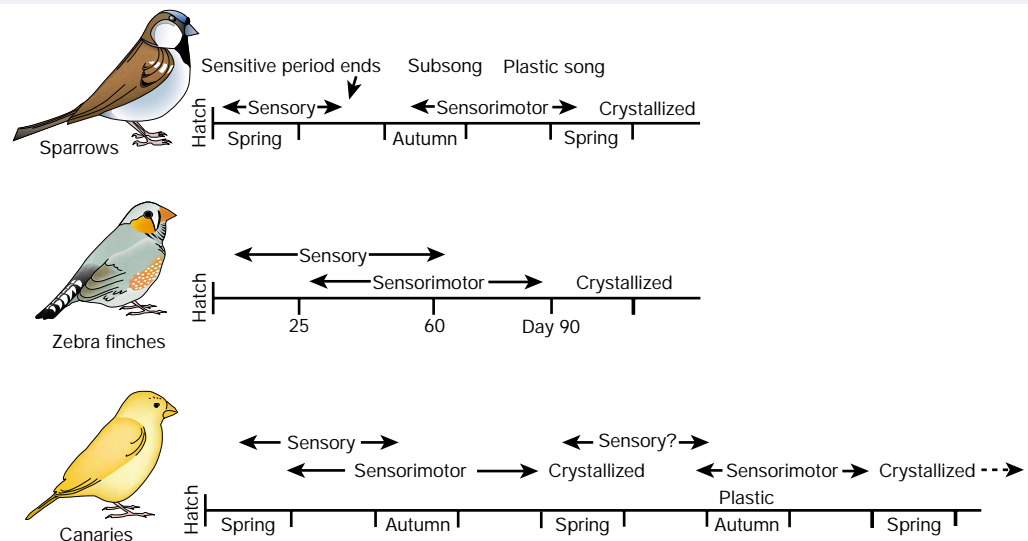 Sensitive period ends Subsong Plastic song
Sensory Sensorimotor Crystallized
Hatch
Spring Autumn Spring
Sparrows
Sensory
Sensorimotor Crystallized
Hatch
25 60 Day 90
Zebra finches
Sensory Sensory?
Sensorimotor Crystallized Sensorimotor Crystallized
Plastic
Hatch
Spring Autumn Spring Autumn Spring
Canaries